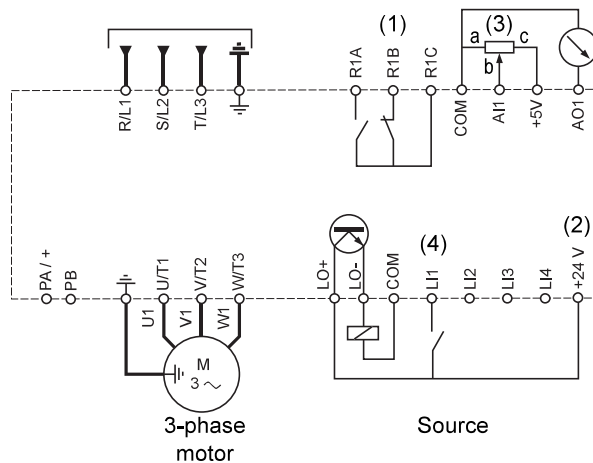 (1)
(3)
a
c
b
R/L1
S/L2
T/L3
R1A
R1B
R1C
COM
AI1
+5V
AO1
(4)
(2)
PA / +
PB
U/T1
V/T2
W/T3
LO+
LO-
COM
LI1
LI2
LI3
LI4
+24 V
U1
V1
W1
M
3 ~
3-phase
motor
Source